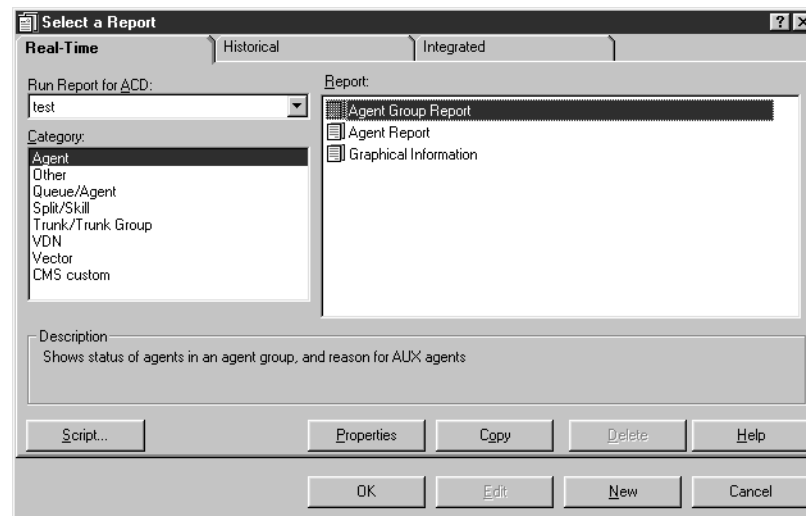 Select a Report
Real-Time Historical Integrated
Run Report for ACD:
test
Category:
Agent
Other
Queue/Agent
Split/Skill
Trunk/Trunk Group
VDN
Vector
CMS custom
Report:
Agent Group Report
Agent Report
Graphical Information
Description
Shows status of agents in an agent group, and reason for AUX agents
Script... Properties Copy Delete Help
OK Edit New Cancel